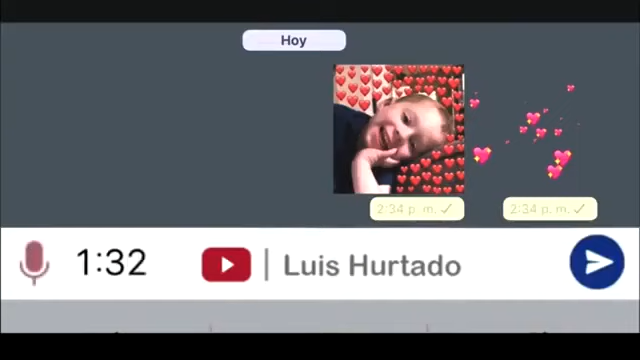 Hoy
2:34 p. m. ✓
2:34 p. m. ✓
1:32
| Luis Hurtado